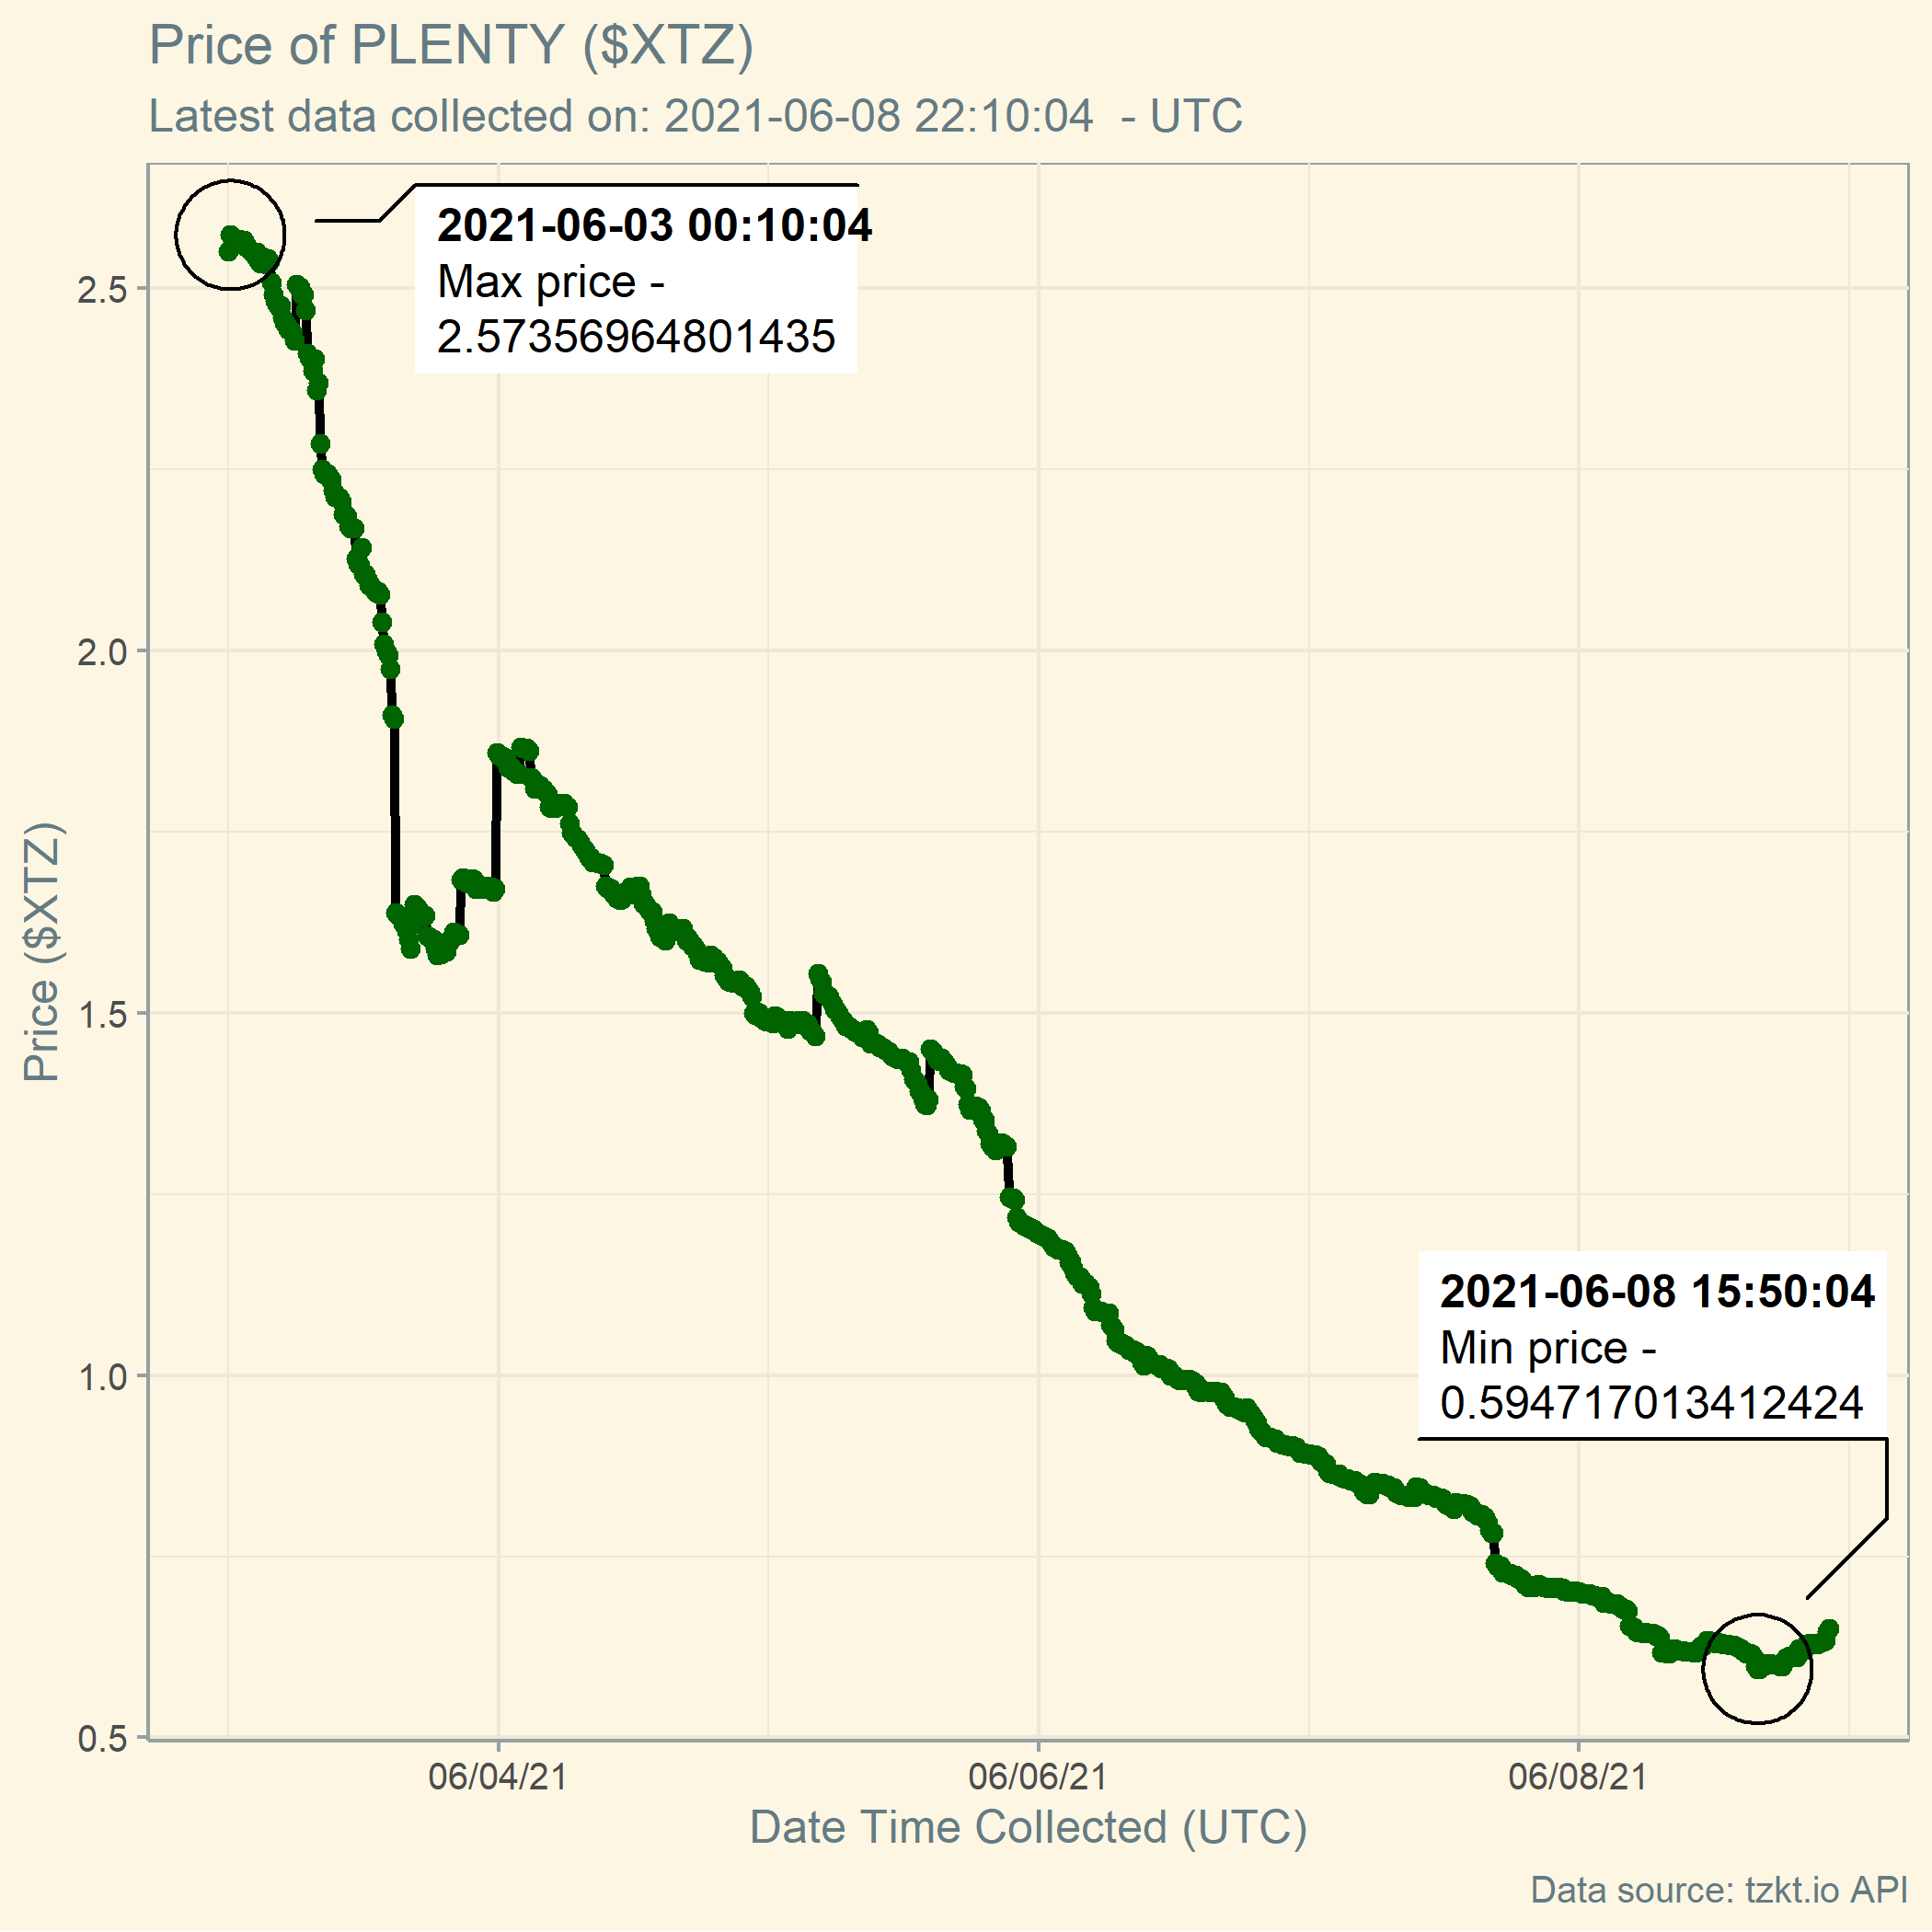 Price of PLENTY ($XTZ)
Latest data collected on: 2021-06-08 22:10:04  - UTC
2021-06-03 00:10:04
Max price -
2.57356964801435
2.5
2.0
1.5
1.0
0.5
Price ($XTZ)
2021-06-08 15:50:04
Min price -
0.594717013412424
06/04/21
06/06/21
06/08/21
Date Time Collected (UTC)
Data source: tzkt.io API